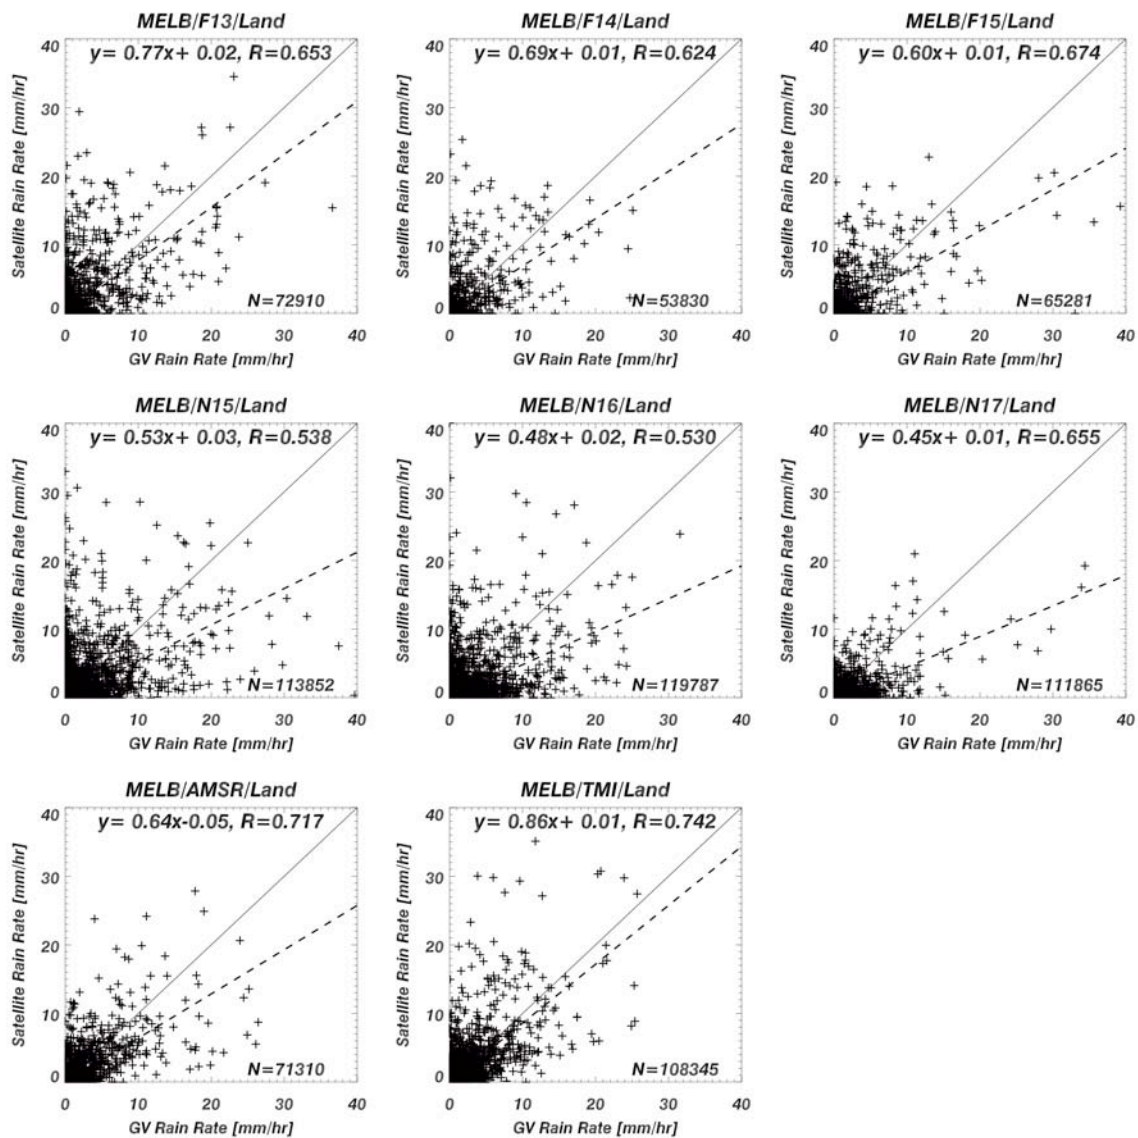 MELB/F13/Land
y= 0.77x+ 0.02, R=0.653
Satellite Rain Rate [mm/hr]
40
30
20
10
0
N=72910
0 10 20 30 40
GV Rain Rate [mm/hr]
MELB/F14/Land
y= 0.69x+ 0.01, R=0.624
Satellite Rain Rate [mm/hr]
40
30
20
10
0
N=53830
0 10 20 30 40
GV Rain Rate [mm/hr]
MELB/F15/Land
y= 0.60x+ 0.01, R=0.674
Satellite Rain Rate [mm/hr]
40
30
20
10
0
N=65281
0 10 20 30 40
GV Rain Rate [mm/hr]
MELB/N15/Land
y= 0.53x+ 0.03, R=0.538
Satellite Rain Rate [mm/hr]
40
30
20
10
0
N=113852
0 10 20 30 40
GV Rain Rate [mm/hr]
MELB/N16/Land
y= 0.48x+ 0.02, R=0.530
Satellite Rain Rate [mm/hr]
40
30
20
10
0
N=119787
0 10 20 30 40
GV Rain Rate [mm/hr]
MELB/N17/Land
y= 0.45x+ 0.01, R=0.655
Satellite Rain Rate [mm/hr]
40
30
20
10
0
N=111865
0 10 20 30 40
GV Rain Rate [mm/hr]
MELB/AMSR/Land
y= 0.64x-0.05, R=0.717
Satellite Rain Rate [mm/hr]
40
30
20
10
0
N=71310
0 10 20 30 40
GV Rain Rate [mm/hr]
MELB/TMI/Land
y= 0.86x+ 0.01, R=0.742
Satellite Rain Rate [mm/hr]
40
30
20
10
0
N=108345
0 10 20 30 40
GV Rain Rate [mm/hr]